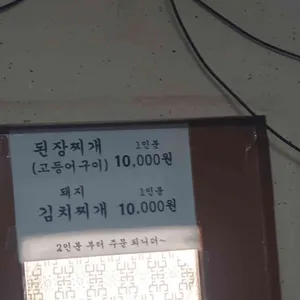 된장찌개 1인분
(고등어구이) 10,000원
돼지 1인분
김치찌개 10,000원
2인분 부터 주문 되니다~